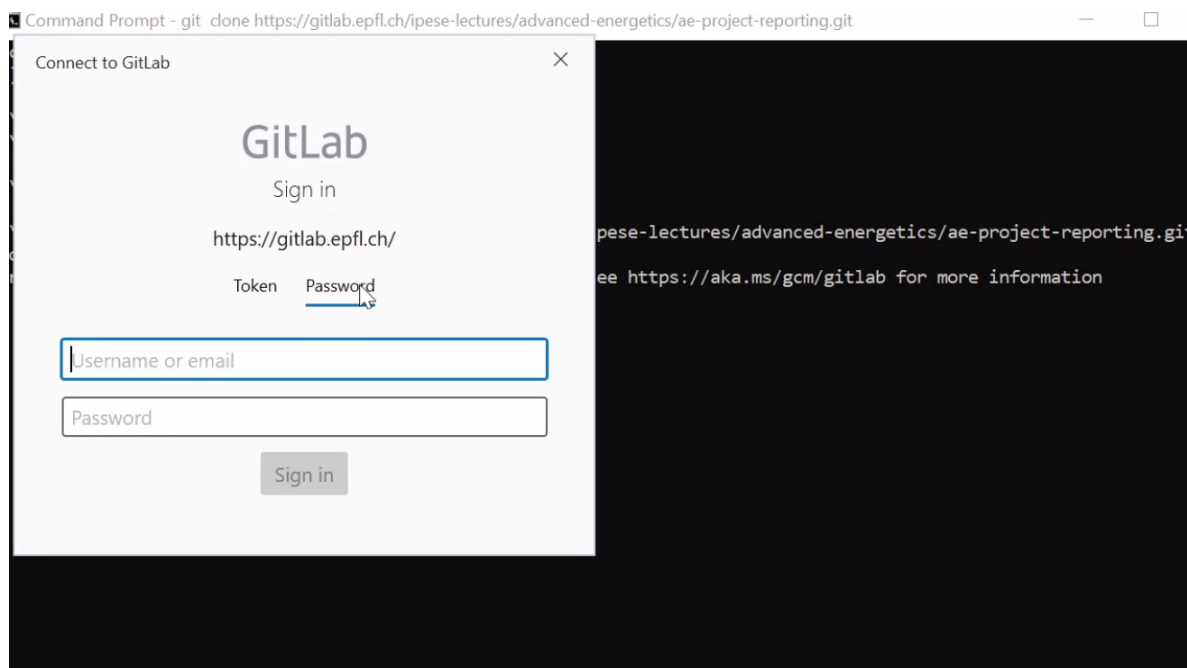 Command Prompt - git clone https://gitlab.epfl.ch/ipese-lectures/advanced-energetics/ae-project-reporting.git
Connect to GitLab
GitLab
Sign in
https://gitlab.epfl.ch/
Token Password
Username or email
Password
Sign in
pese-lectures/advanced-energetics/ae-project-reporting.git
ee https://aka.ms/gcm/gitlab for more information